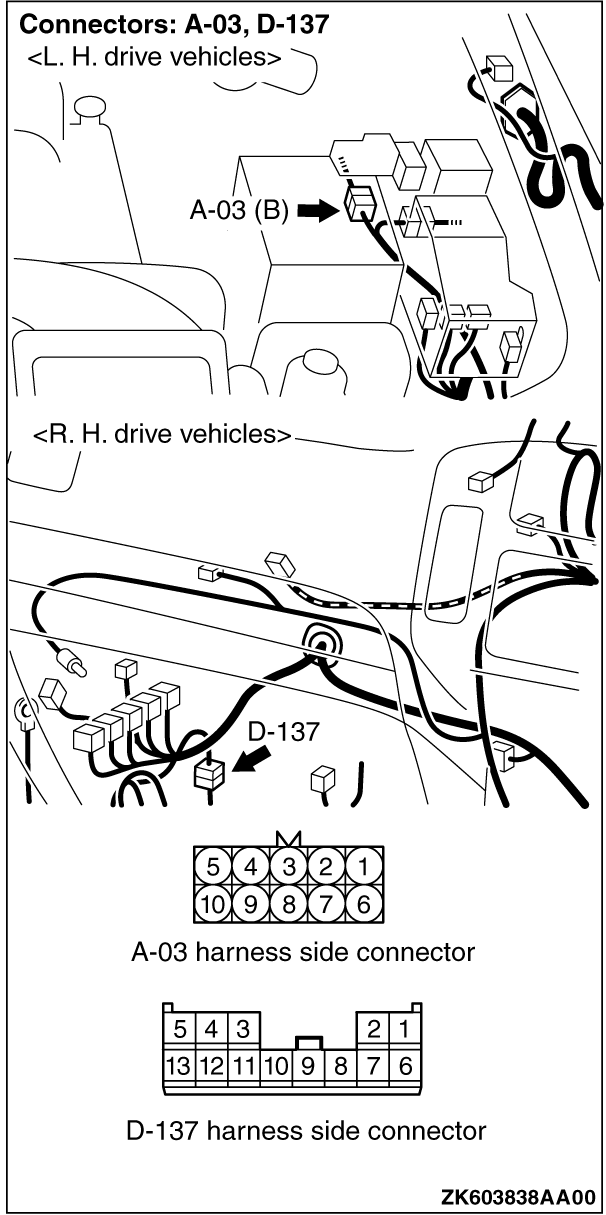 Connectors: A-03, D-137
<L. H. drive vehicles>
A-03 (B)
<R. H. drive vehicles>
D-137
5 4 3 2 1
10 9 8 7 6
A-03 harness side connector
5 4 3 2 1
13 12 11 10 9 8 7 6
D-137 harness side connector
ZK603838AA00